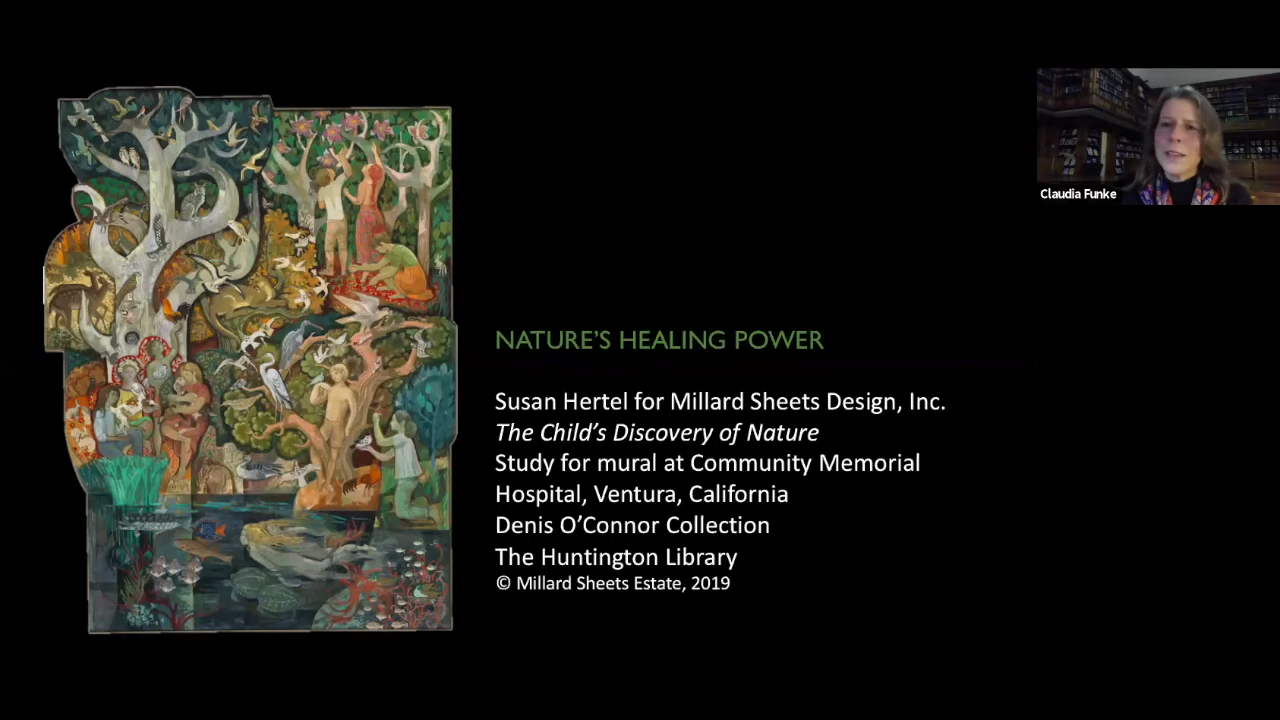 Claudia Funke
NATURE’S HEALING POWER
Susan Hertel for Millard Sheets Design, Inc.
The Child’s Discovery of Nature
Study for mural at Community Memorial
Hospital, Ventura, California
Denis O’Connor Collection
The Huntington Library
© Millard Sheets Estate, 2019